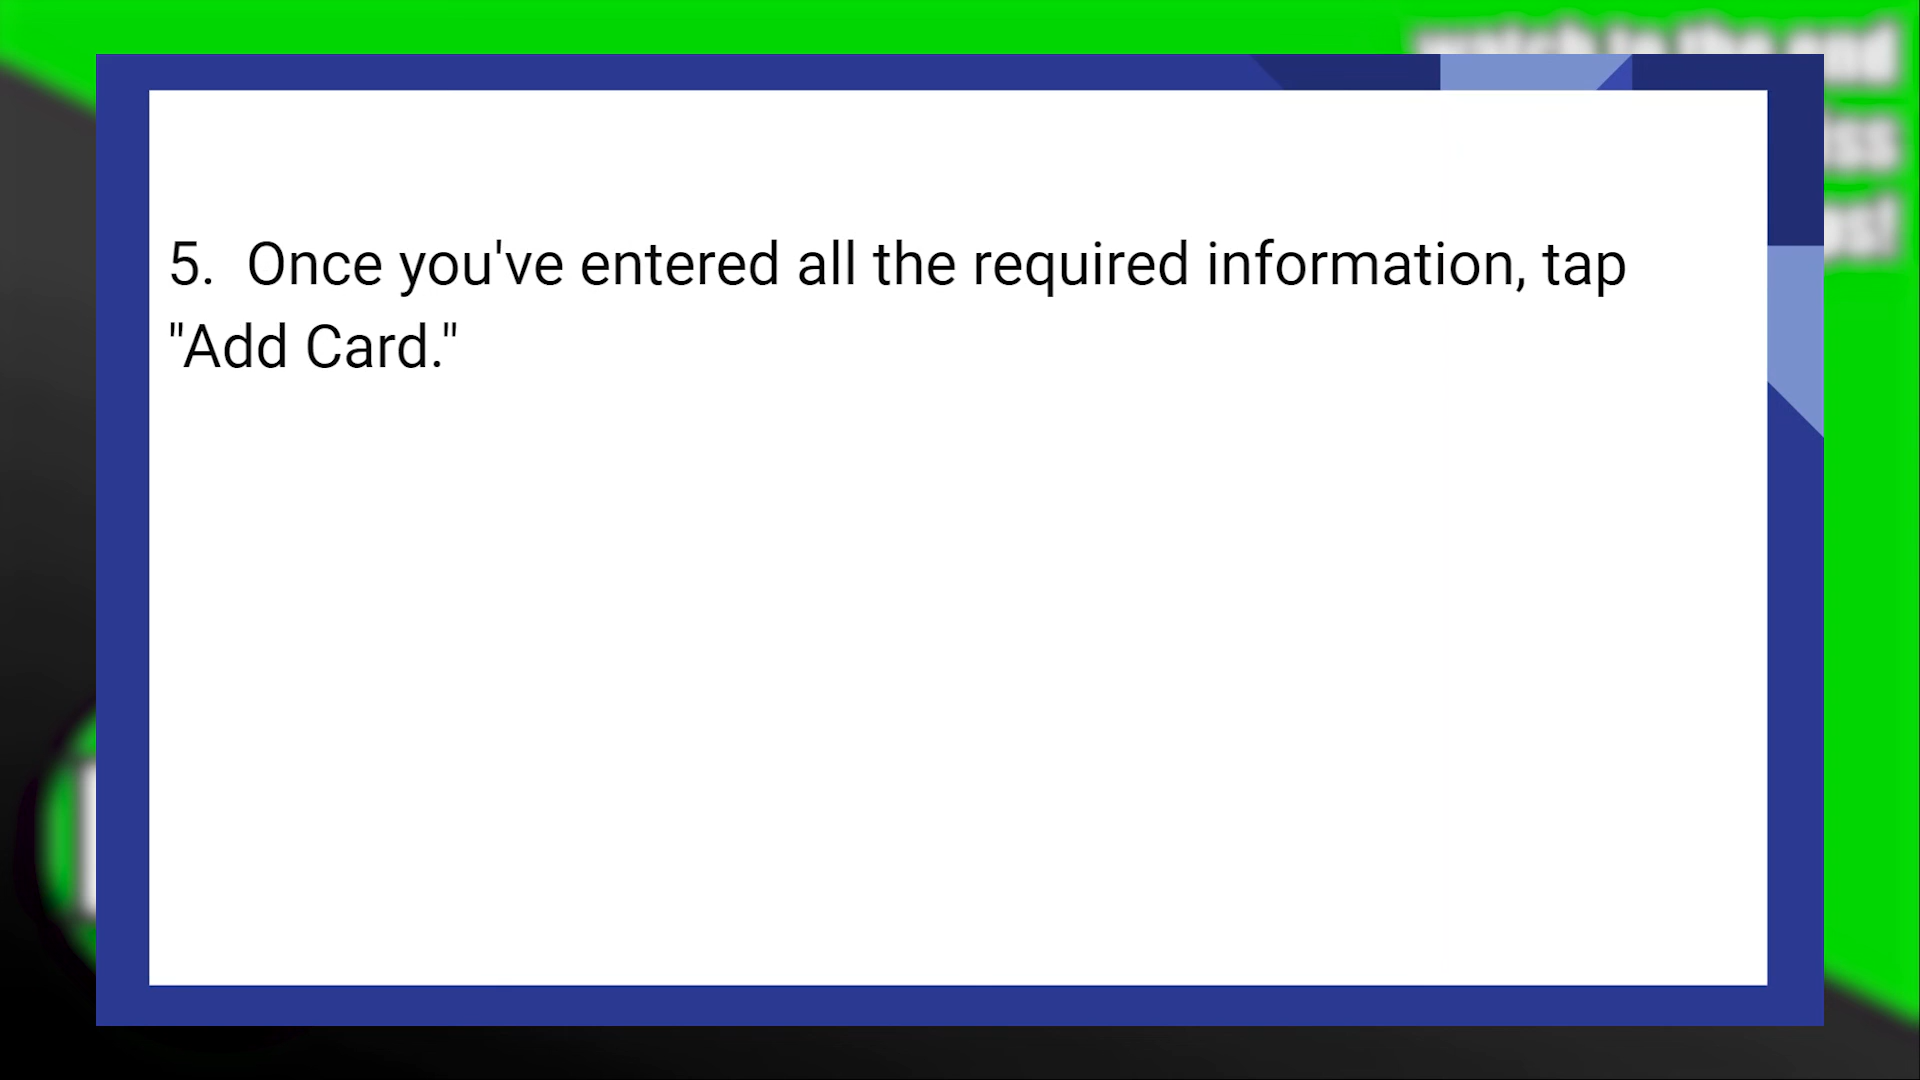 5. Once you've entered all the required information, tap
"Add Card."